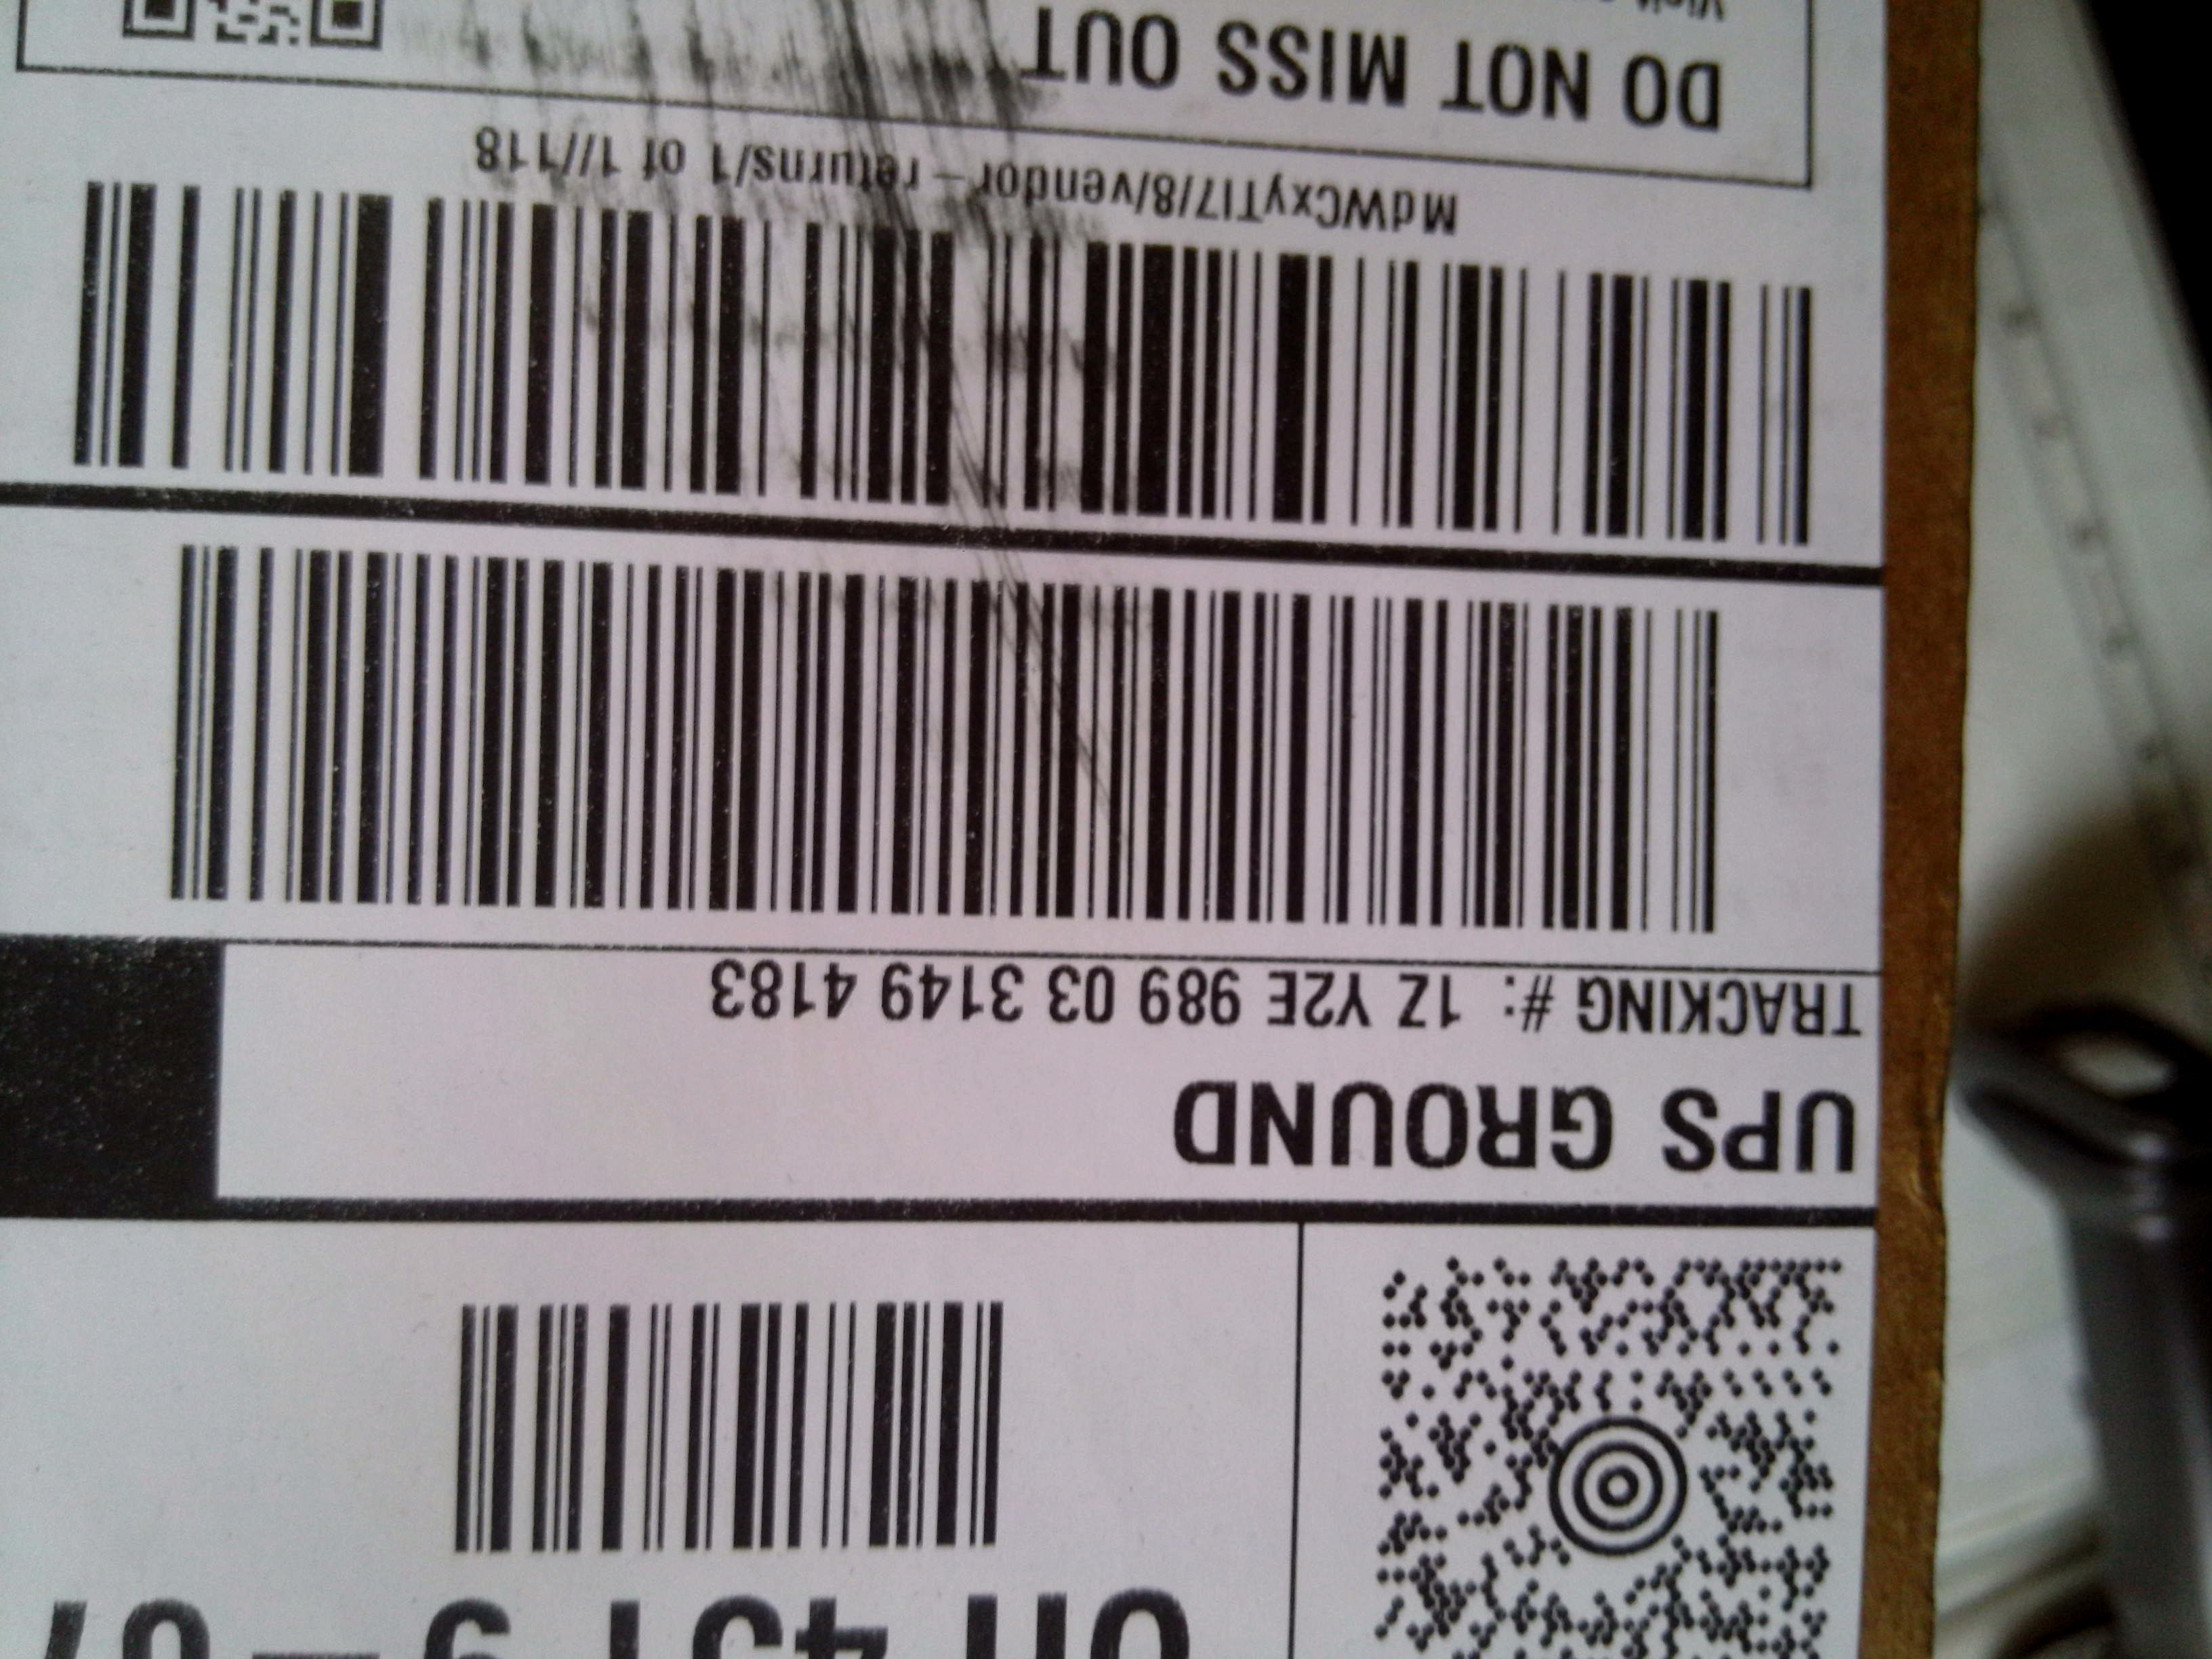 UPS GROUND
TRACKING #: 1Z Y2E 989 03 3149 4183
MdWCxyTI7/8/vendor-returns/1 of 1//118
DO NOT MISS OUT